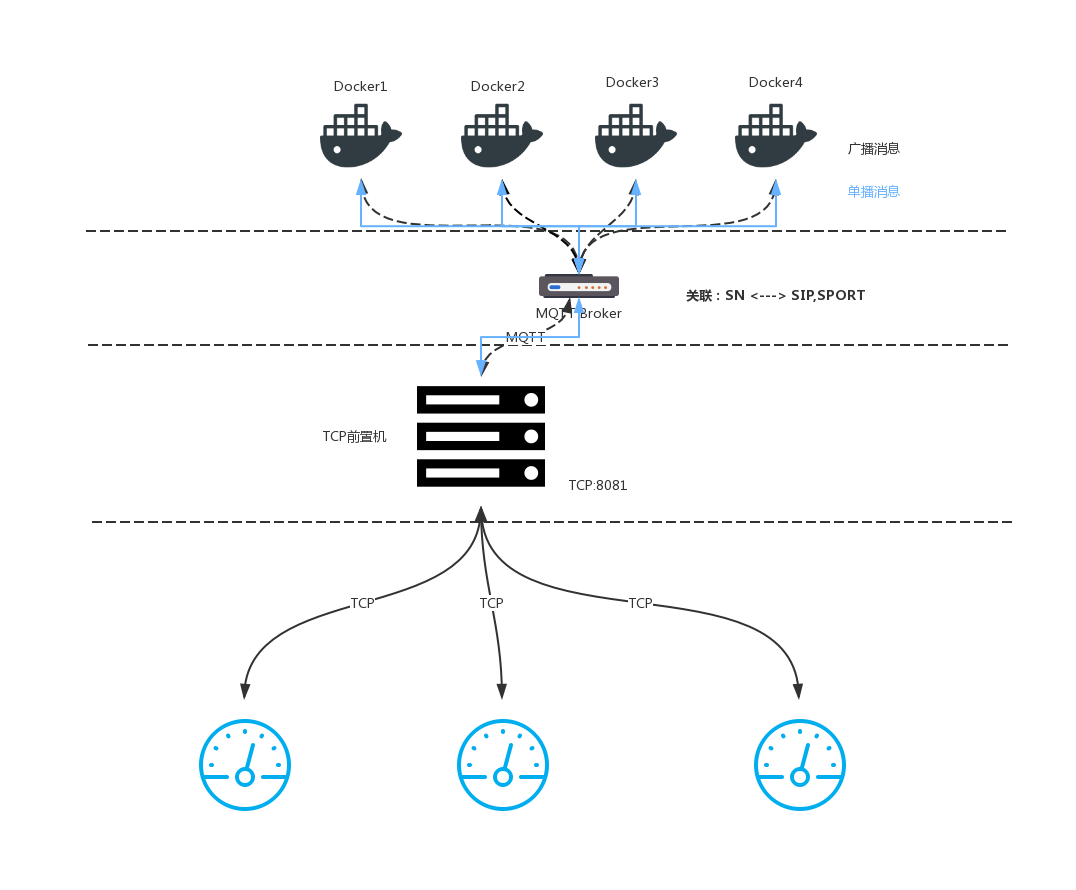 Docker1
Docker2
Docker3
Docker4
广播消息
单播消息
关联：SN <---> SIP,SPORT
MQTT Broker
MQTT
TCP前置机
TCP:8081
TCP
TCP
TCP